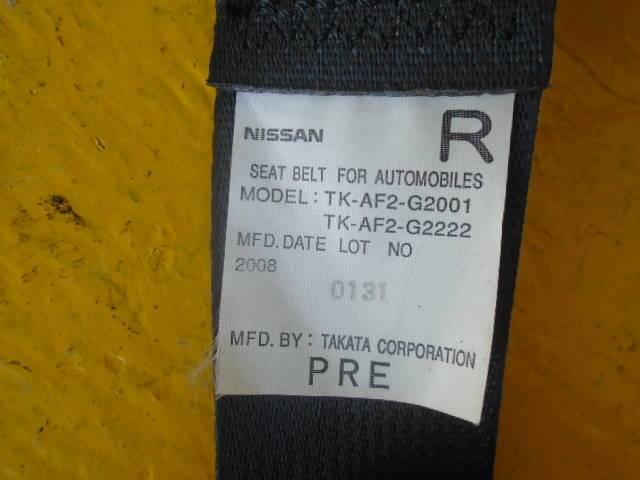 NISSAN R
SEAT BELT FOR AUTOMOBILES
MODEL: TK-AF2-G2001
TK-AF2-G2222
MFD. DATE LOT NO
2008 0131
MFD. BY: TAKATA CORPORATION
PRE